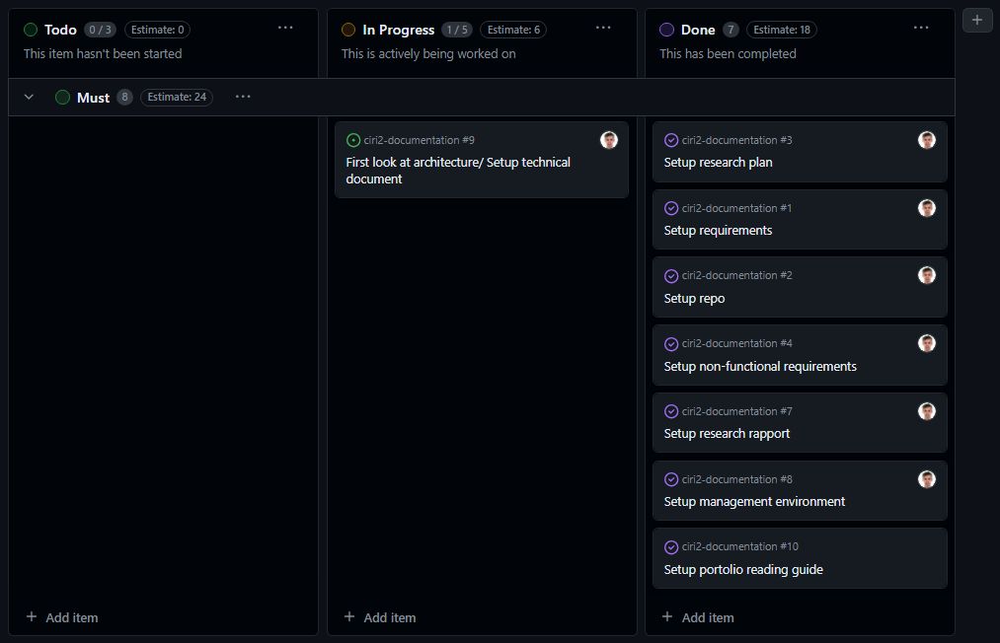 Todo 0 / 3 Estimate: 0
This item hasn't been started
In Progress 1 / 5 Estimate: 6
This is actively being worked on
Done 7 Estimate: 18
This has been completed
Must 8 Estimate: 24
ciri2-documentation #9
First look at architecture/ Setup technical
document
ciri2-documentation #3
Setup research plan
ciri2-documentation #1
Setup requirements
ciri2-documentation #2
Setup repo
ciri2-documentation #4
Setup non-functional requirements
ciri2-documentation #7
Setup research rapport
ciri2-documentation #8
Setup management environment
ciri2-documentation #10
Setup portolio reading guide
+ Add item
+ Add item
+ Add item